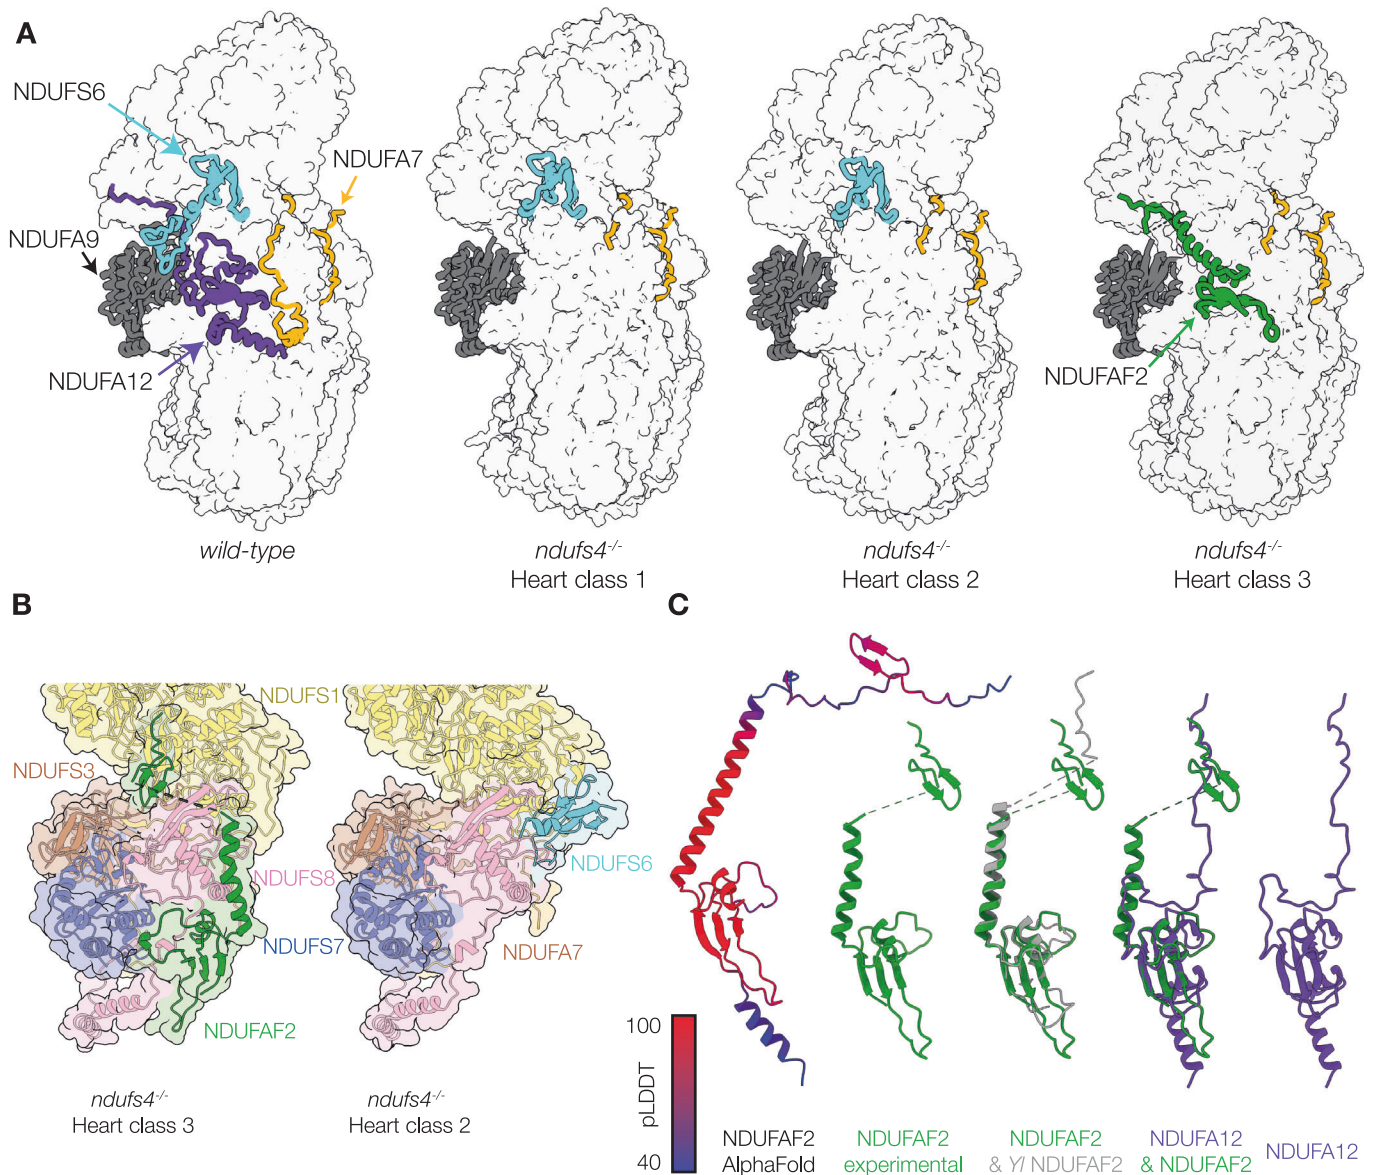 A
NDUFS6
NDUFA7
NDUFA9
NDUFA12
NDUFAF2
wild-type
ndufs4-/-
Heart class 1
ndufs4-/-
Heart class 2
ndufs4-/-
Heart class 3
B
NDUFS1
NDUFS3
NDUFS8
NDUFS6
NDUFS7
NDUFA7
NDUFAF2
ndufs4-/-
Heart class 3
ndufs4-/-
Heart class 2
C
100
pLDDT
40
NDUFAF2
AlphaFold
NDUFAF2
experimental
NDUFAF2
& Yl NDUFAF2
NDUFA12
& NDUFAF2
NDUFA12